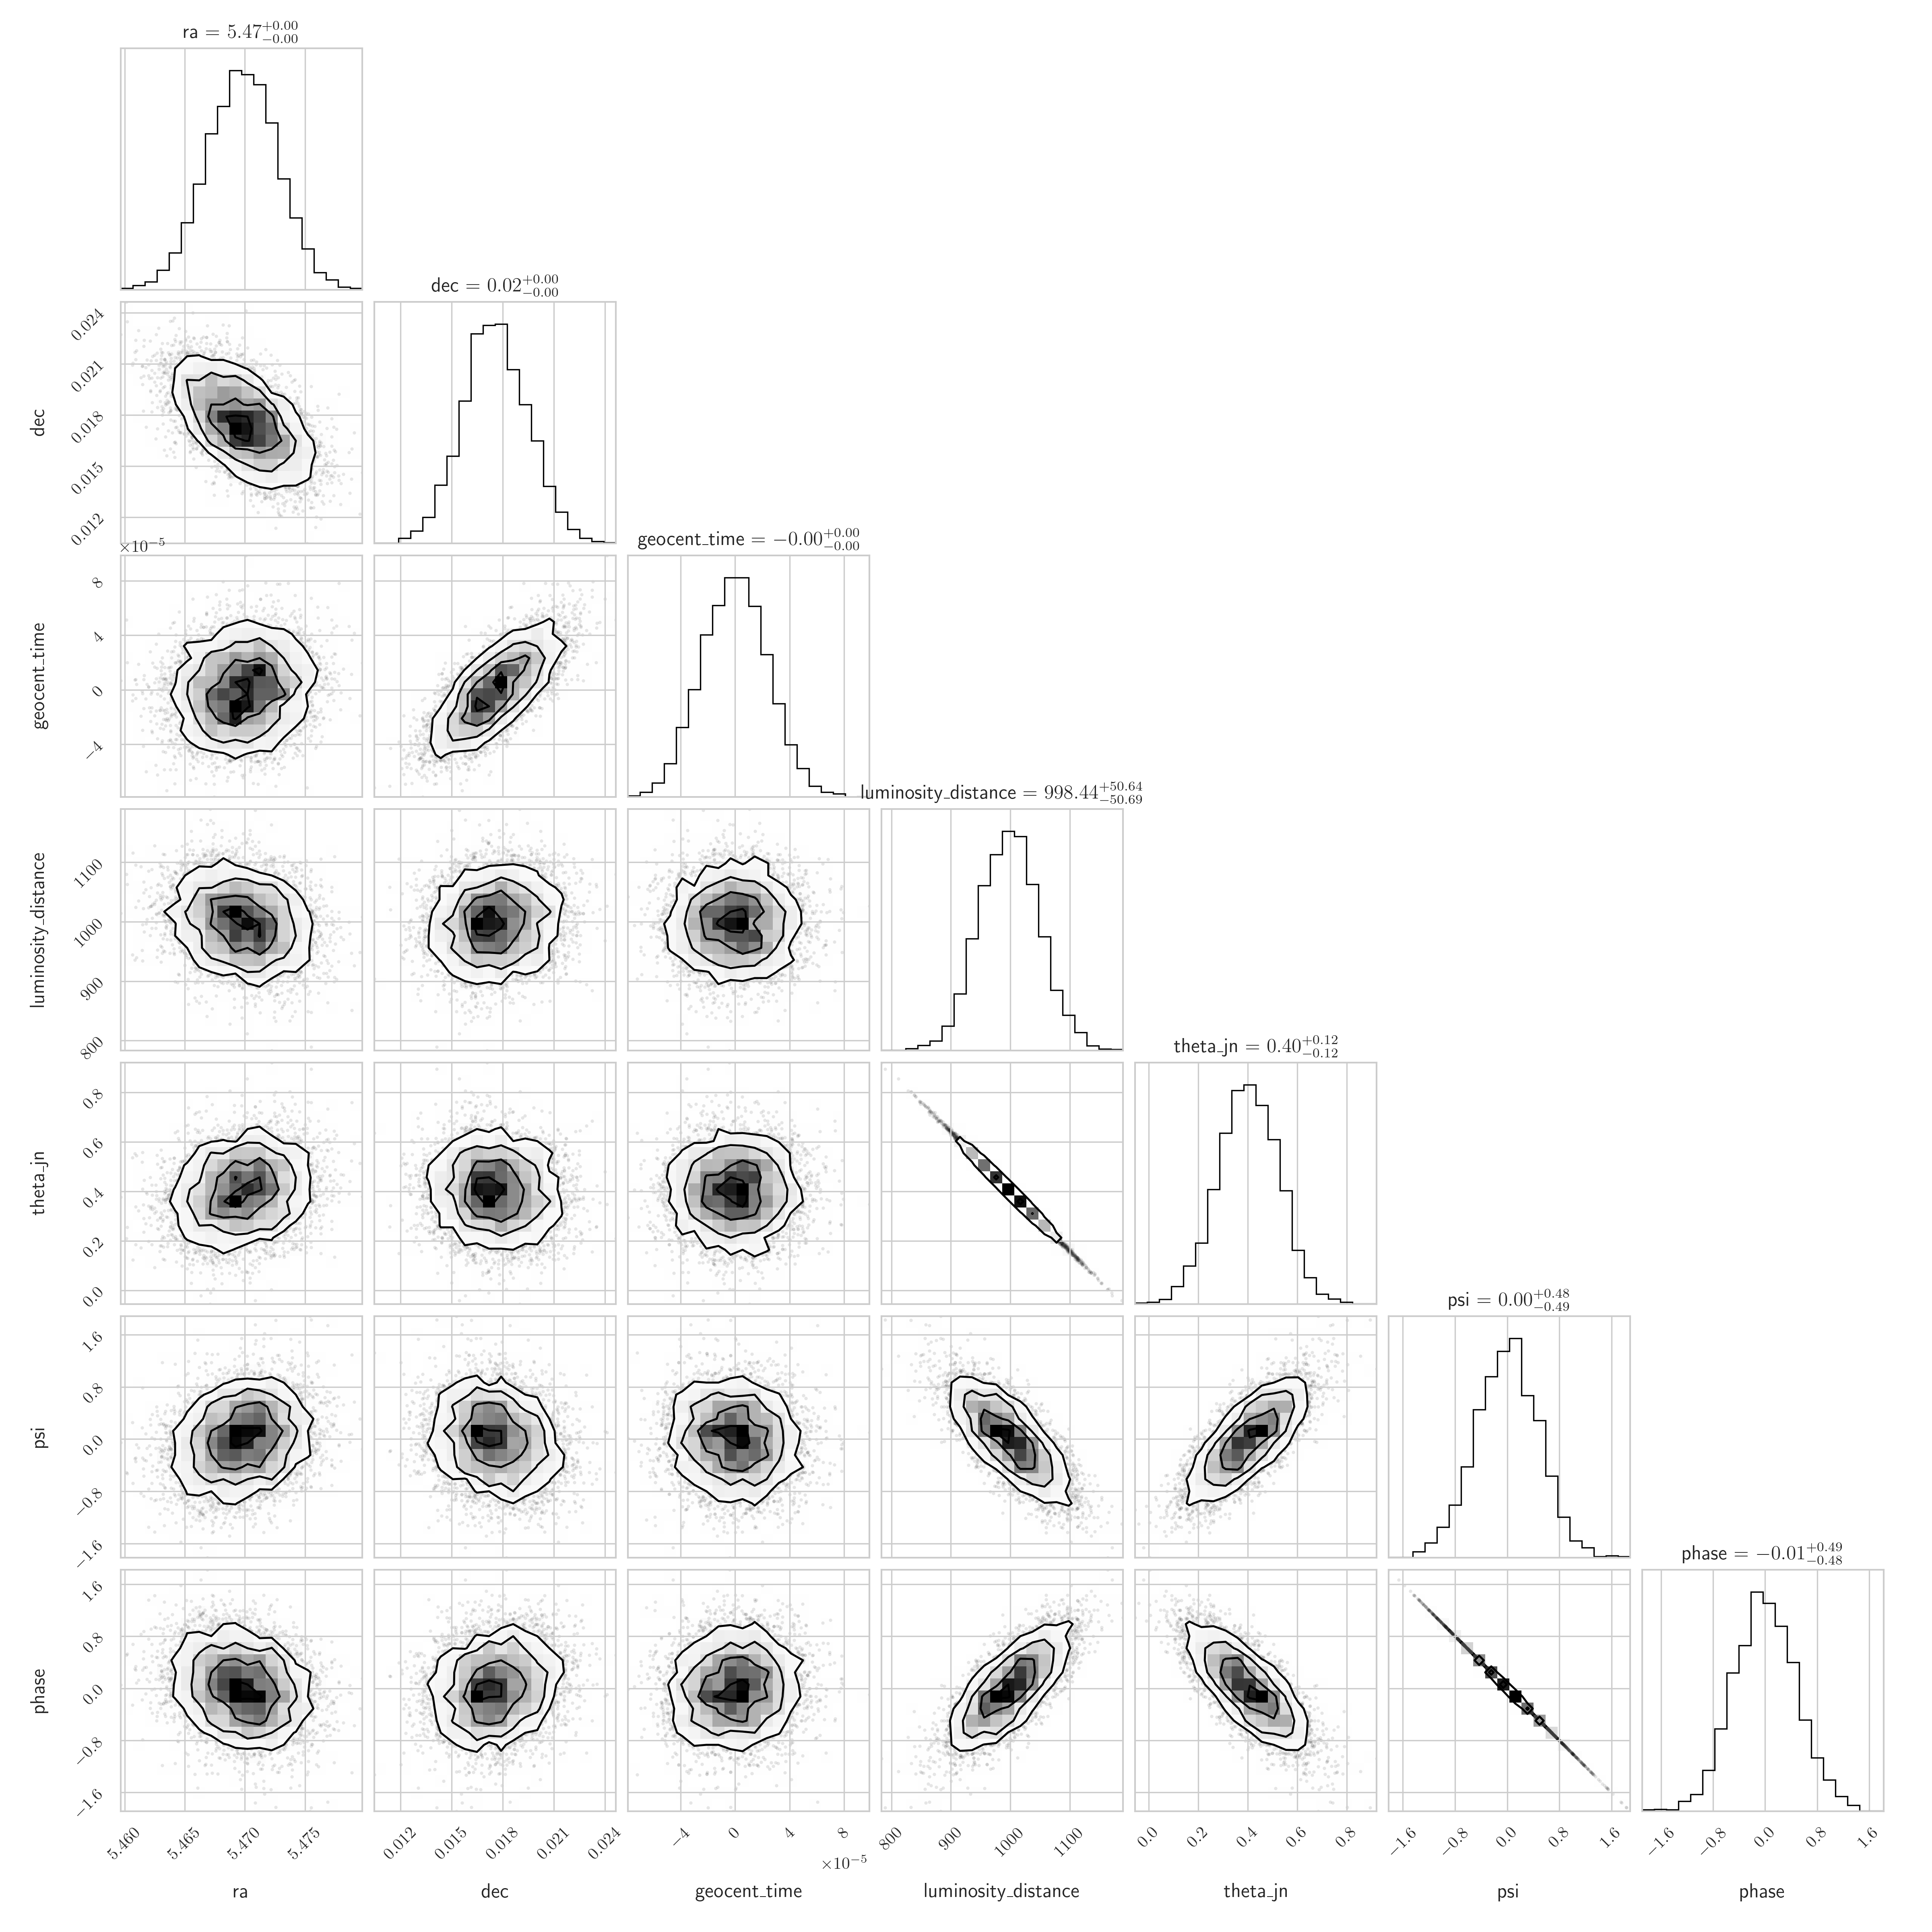 ra = 5.47+0.00−0.00
dec = 0.02+0.00−0.00
0.024
0.021
0.018
0.015
0.012
dec
×10−5
geocent_time = −0.00+0.00−0.00
8
4
0
−4
geocent_time
luminosity_distance = 998.44+50.64−50.69
1100
1000
900
800
luminosity_distance
theta_jn = 0.40+0.12−0.12
0.8
0.6
0.4
0.2
0.0
theta_jn
psi = 0.00+0.48−0.49
1.6
0.8
0.0
−0.8
−1.6
psi
phase = −0.01+0.49−0.48
1.6
0.8
0.0
−0.8
−1.6
phase
5.460 5.465 5.470 5.475 0.012 0.015 0.018 0.021 0.024 −4 0 4 8 800 900 1000 1100 0.0 0.2 0.4 0.6 0.8 −1.6 −0.8 0.0 0.8 1.6 −1.6 −0.8 0.0 0.8 1.6
×10−5
ra dec geocent_time luminosity_distance theta_jn psi phase